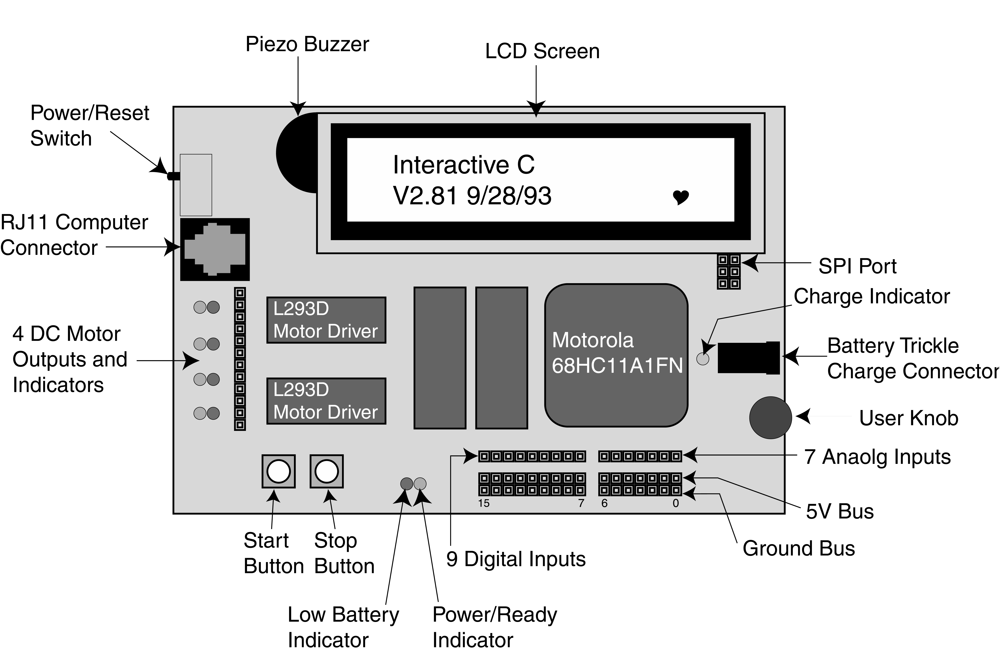 Piezo Buzzer
LCD Screen
Power/Reset
Switch
Interactive C
V2.81 9/28/93
RJ11 Computer
Connector
SPI Port
Charge Indicator
L293D
Motor Driver
4 DC Motor
Outputs and
Indicators
Motorola
68HC11A1FN
Battery Trickle
Charge Connector
L293D
Motor Driver
User Knob
7 Anaolg Inputs
15
7
6
0
5V Bus
Ground Bus
Start
Button
Stop
Button
9 Digital Inputs
Low Battery
Indicator
Power/Ready
Indicator